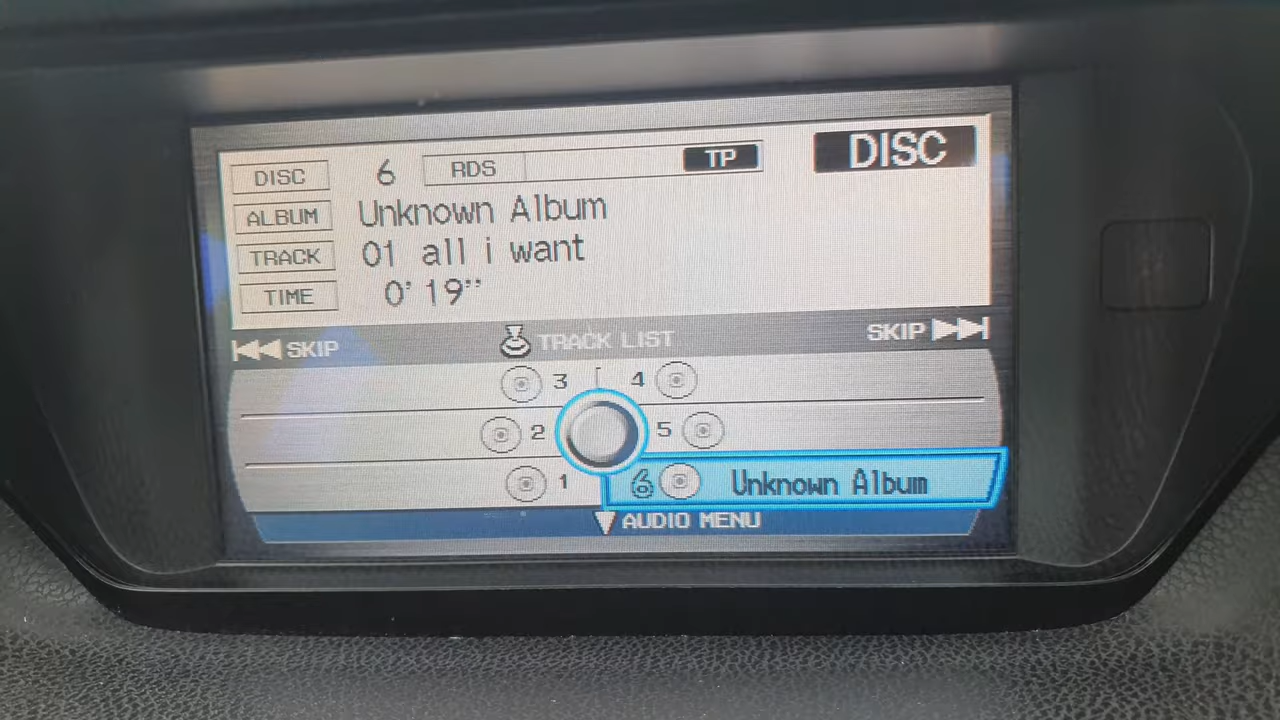 DISC 6 RDS TP DISC
ALBUM Unknown Album
TRACK 01 all i want
TIME 0'19"
SKIP TRACK LIST SKIP
3 4
2 5
1 6 Unknown Album
AUDIO MENU